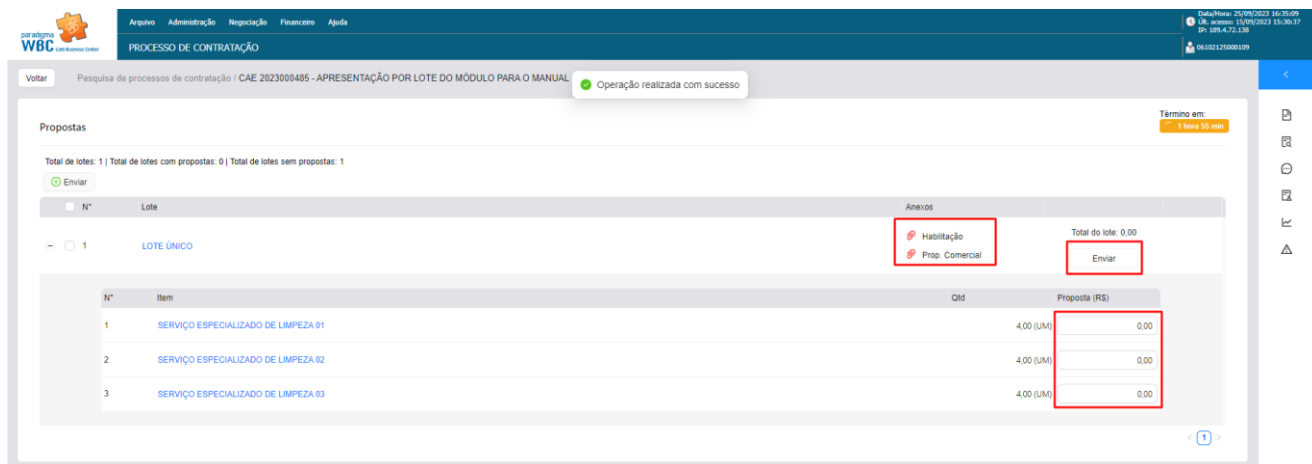 Arquivo Administração Negociação Financeiro Ajuda
Data/Hora: 25/09/2023 16:35:09
Últ. acesso: 15/09/2023 15:30:37
IP: 189.4.72.138
paradigma
WBC
PROCESSO DE CONTRATAÇÃO
06102125000109
Voltar
Pesquisa de processos de contratação / CAE 2023000485 - APRESENTAÇÃO POR LOTE DO MÓDULO PARA O MANUAL
Operação realizada com sucesso
Propostas
Término em:
1 hora 55 min
Total de lotes: 1 | Total de lotes com propostas: 0 | Total de lotes sem propostas: 1
Enviar
N° Lote Anexos
– 1 LOTE ÚNICO
Habilitação
Prop. Comercial
Total do lote: 0,00
Enviar
N° Item Qtd Proposta (R$)
1 SERVIÇO ESPECIALIZADO DE LIMPEZA 01 4,00 (UM) 0,00
2 SERVIÇO ESPECIALIZADO DE LIMPEZA 02 4,00 (UM) 0,00
3 SERVIÇO ESPECIALIZADO DE LIMPEZA 03 4,00 (UM) 0,00
< 1 >